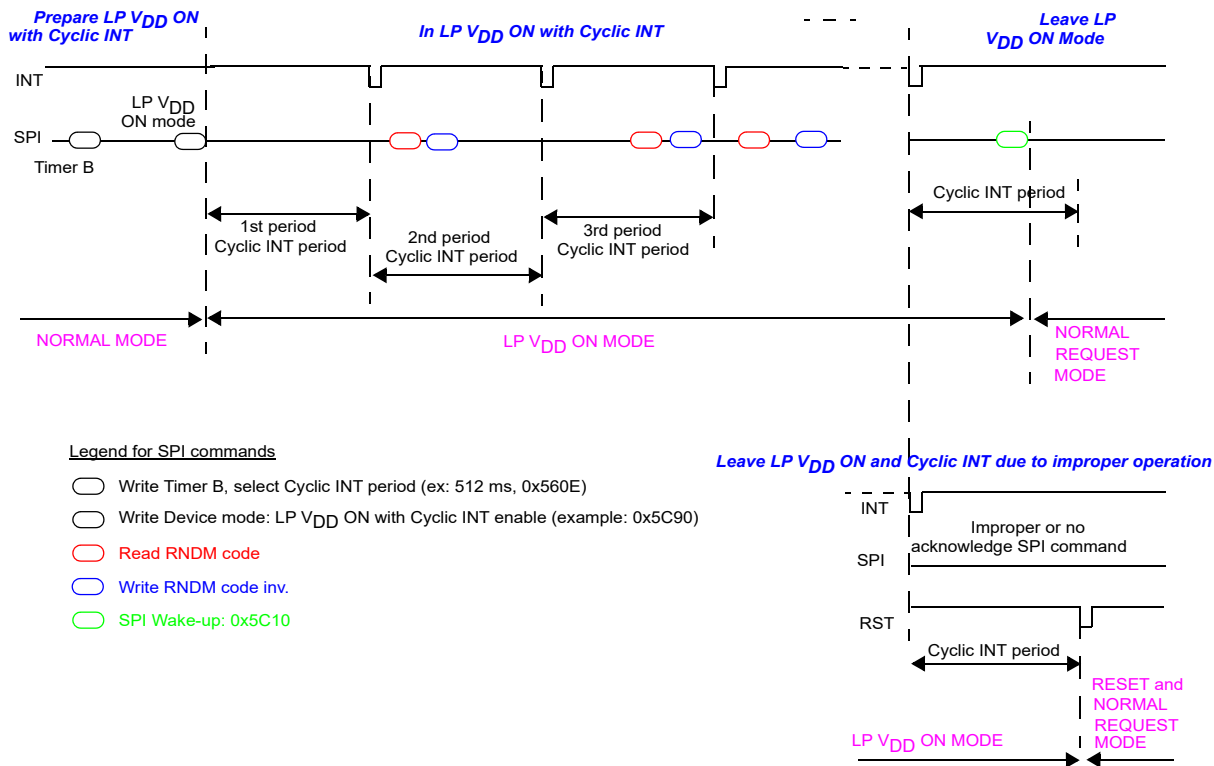 Prepare LP VDD ON
with Cyclic INT
In LP VDD ON with Cyclic INT
Leave LP
VDD ON Mode
INT
LP VDD
ON mode
SPI
Timer B
1st period
Cyclic INT period
2nd period
Cyclic INT period
3rd period
Cyclic INT period
Cyclic INT period
NORMAL MODE
LP VDD ON MODE
NORMAL
REQUEST
MODE
Legend for SPI commands
Write Timer B, select Cyclic INT period (ex: 512 ms, 0x560E)
Write Device mode: LP VDD ON with Cyclic INT enable (example: 0x5C90)
Read RNDM code
Write RNDM code inv.
SPI Wake-up: 0x5C10
Leave LP VDD ON and Cyclic INT due to improper operation
INT
Improper or no
acknowledge SPI command
SPI
RST
Cyclic INT period
RESET and
NORMAL
REQUEST
MODE
LP VDD ON MODE